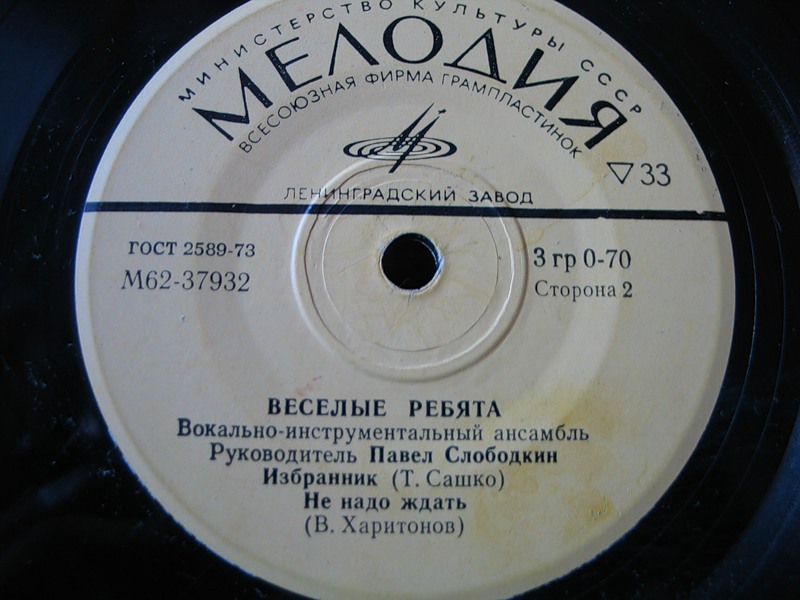 МИНИСТЕРСТВО КУЛЬТУРЫ СССР
МЕЛОДИЯ
ВСЕСОЮЗНАЯ ФИРМА ГРАМПЛАСТИНОК
▽33
ЛЕНИНГРАДСКИЙ ЗАВОД
ГОСТ 2589-73
М62-37932
3 гр 0-70
Сторона 2
ВЕСЕЛЫЕ РЕБЯТА
Вокально-инструментальный ансамбль
Руководитель Павел Слободкин
Избранник (Т. Сашко)
Не надо ждать
(В. Харитонов)